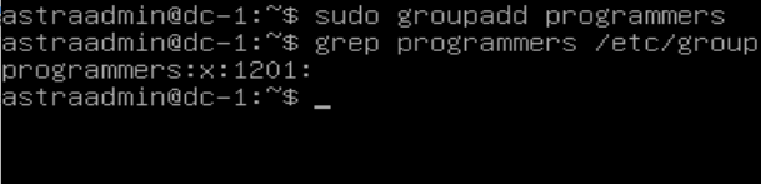 astraadmin@dc-1:~$ sudo groupadd programmers
astraadmin@dc-1:~$ grep programmers /etc/group
programmers:x:1201:
astraadmin@dc-1:~$ _